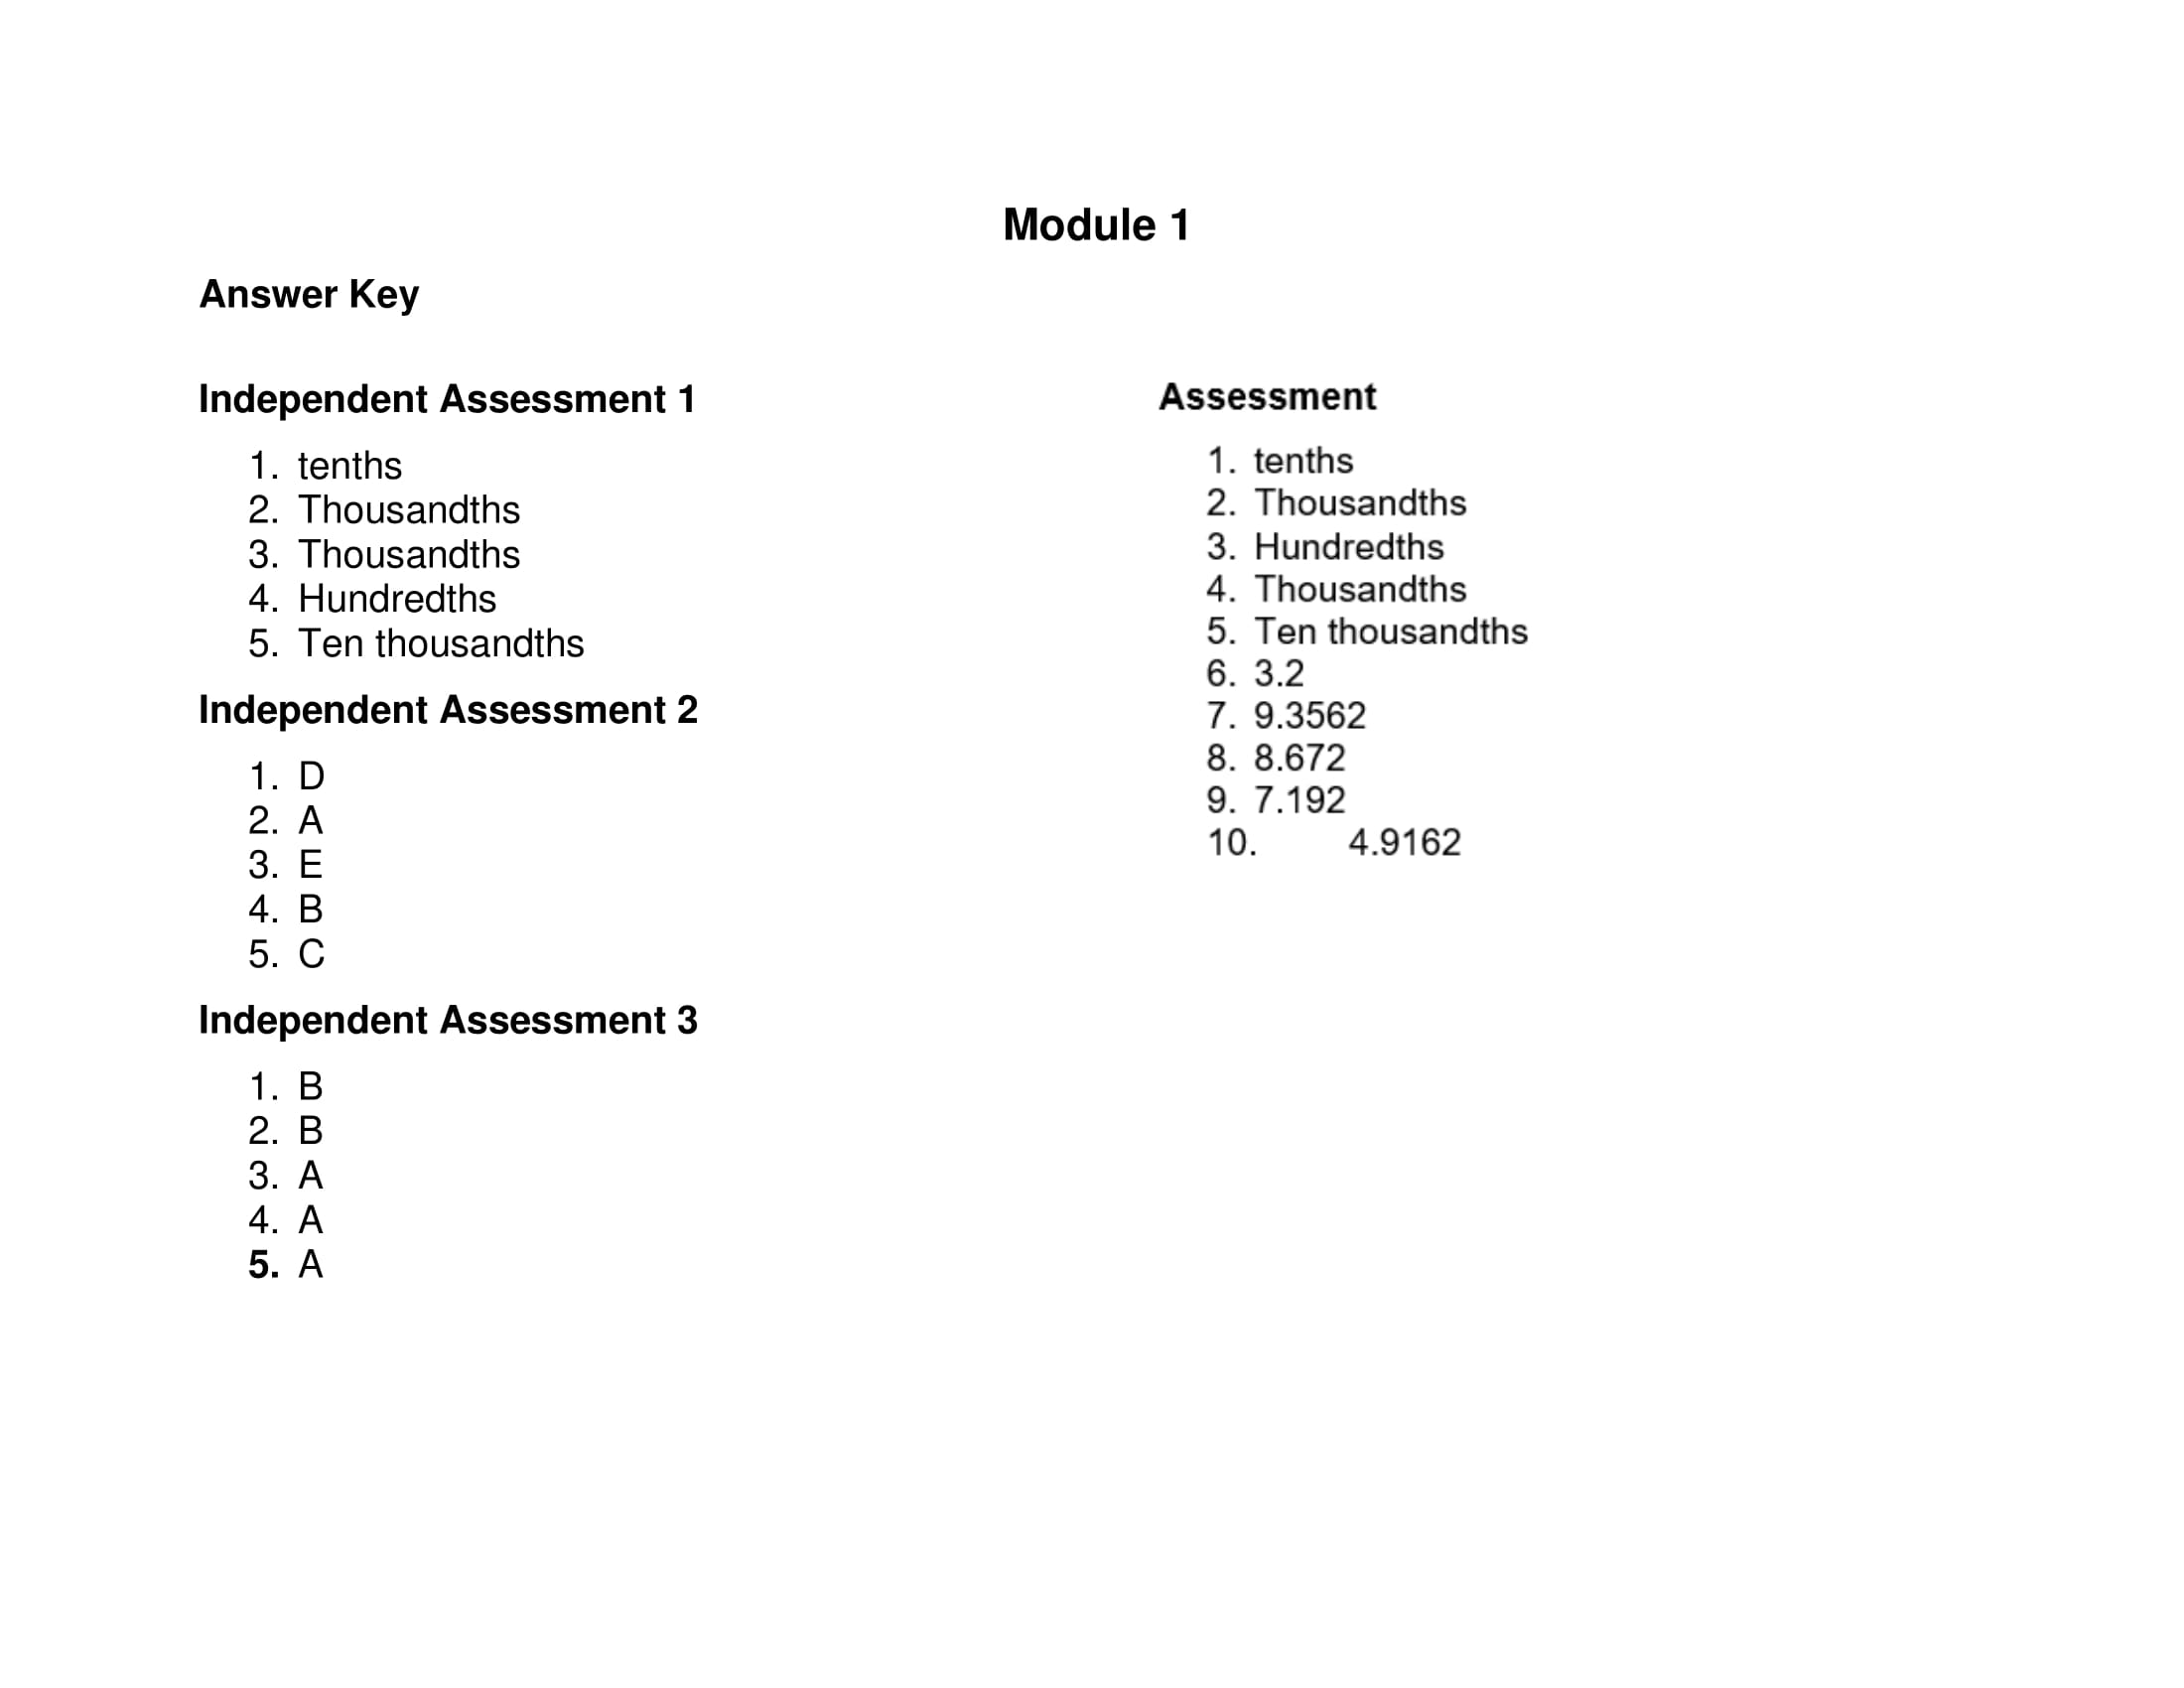 Module 1
Answer Key
Independent Assessment 1
1. tenths
2. Thousandths
3. Thousandths
4. Hundredths
5. Ten thousandths
Independent Assessment 2
1. D
2. A
3. E
4. B
5. C
Independent Assessment 3
1. B
2. B
3. A
4. A
5. A
Assessment
1. tenths
2. Thousandths
3. Hundredths
4. Thousandths
5. Ten thousandths
6. 3.2
7. 9.3562
8. 8.672
9. 7.192
10. 4.9162